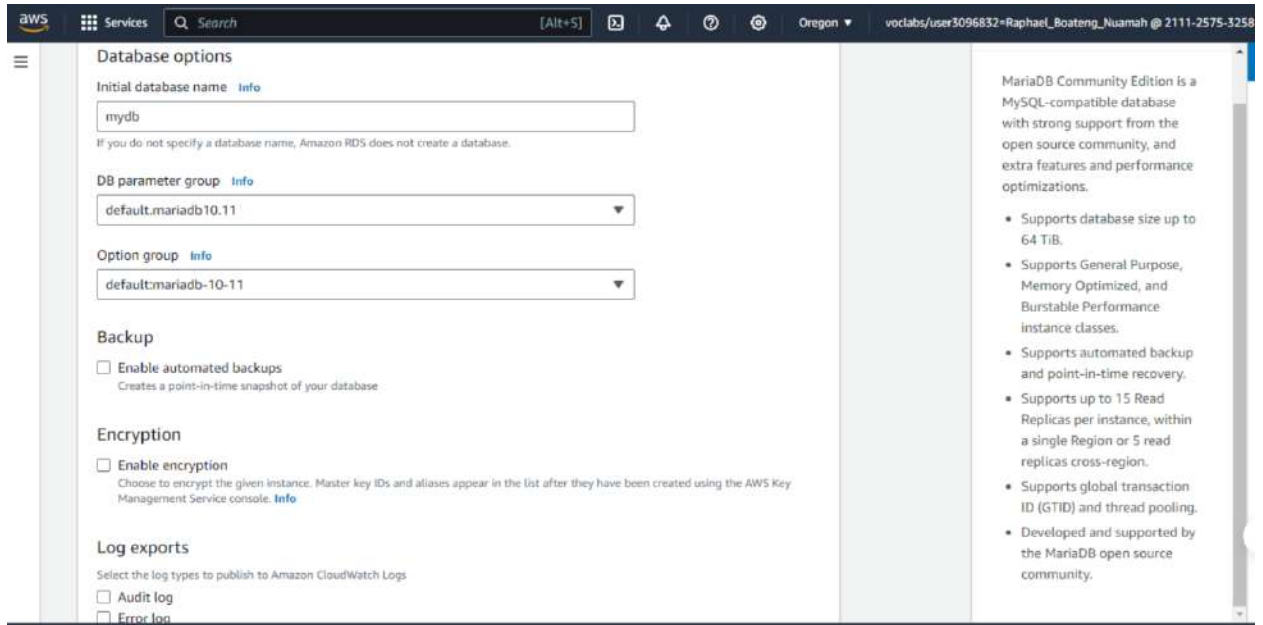 aws
Services
Search
[Alt+S]
Oregon
voclabs/user3096832=Raphael_Boateng_Nuamah @ 2111-2575-3258
Database options
Initial database name Info
mydb
If you do not specify a database name, Amazon RDS does not create a database.
DB parameter group Info
default.mariadb10.11
Option group Info
default:mariadb-10-11
Backup
Enable automated backups
Creates a point-in-time snapshot of your database
Encryption
Enable encryption
Choose to encrypt the given instance. Master key IDs and aliases appear in the list after they have been created using the AWS Key
Management Service console. Info
Log exports
Select the log types to publish to Amazon CloudWatch Logs
Audit log
Error log
MariaDB Community Edition is a
MySQL-compatible database
with strong support from the
open source community, and
extra features and performance
optimizations.
• Supports database size up to
64 TiB.
• Supports General Purpose,
Memory Optimized, and
Burstable Performance
instance classes.
• Supports automated backup
and point-in-time recovery.
• Supports up to 15 Read
Replicas per instance, within
a single Region or 5 read
replicas cross-region.
• Supports global transaction
ID (GTID) and thread pooling.
• Developed and supported by
the MariaDB open source
community.